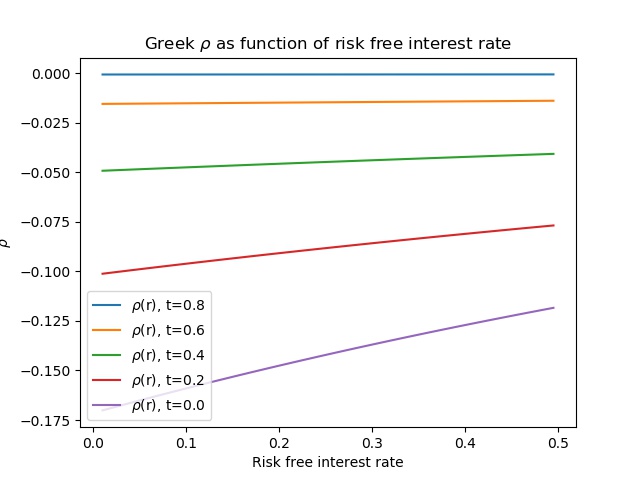 Greek ρ as function of risk free interest rate
0.000
−0.025
−0.050
−0.075
−0.100
−0.125
−0.150
−0.175
ρ
ρ(r), t=0.8
ρ(r), t=0.6
ρ(r), t=0.4
ρ(r), t=0.2
ρ(r), t=0.0
0.0 0.1 0.2 0.3 0.4 0.5
Risk free interest rate